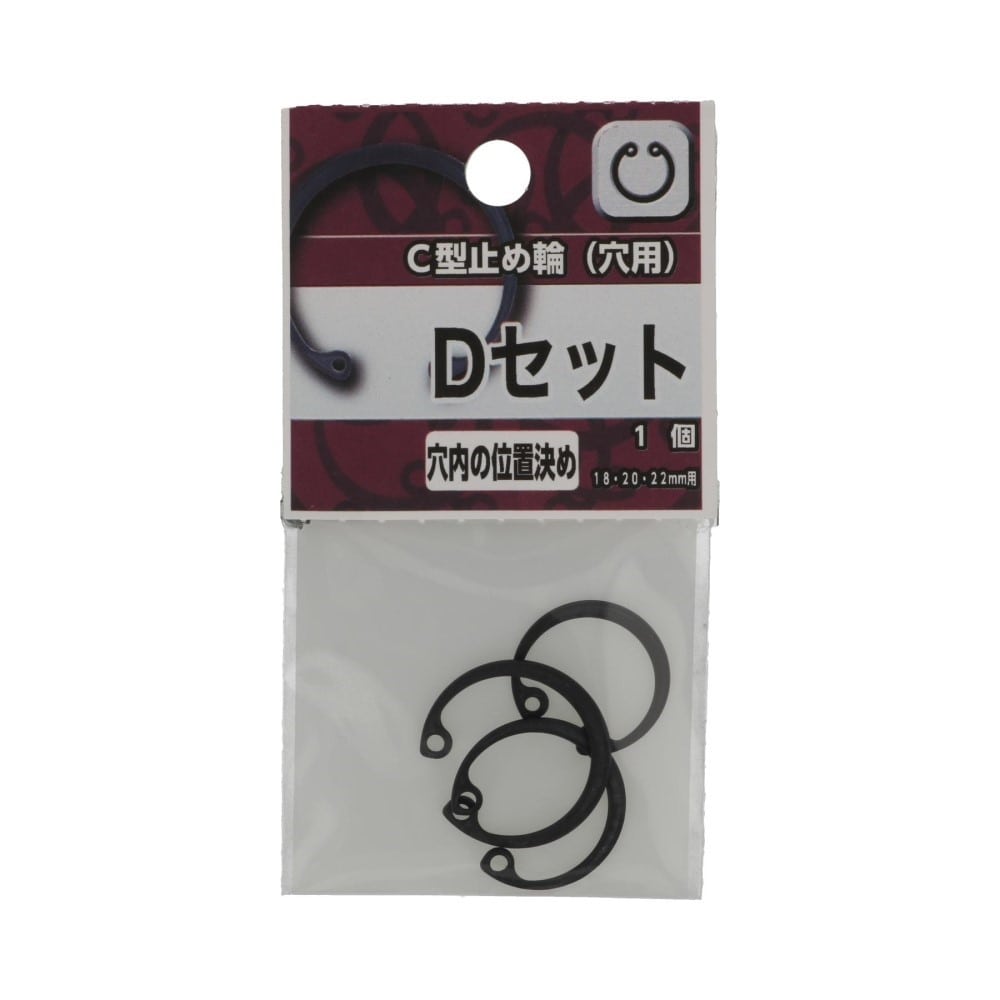 C型止め輪（穴用）
Dセット
1個
穴内の位置決め
18・20・22mm用